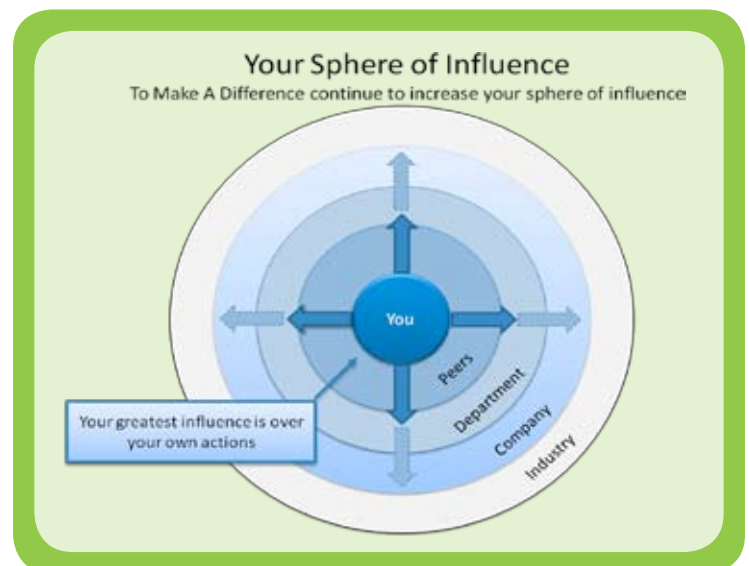 Your Sphere of Influence
To Make A Difference continue to increase your sphere of influence
You
Peers
Department
Company
Industry
Your greatest influence is over
your own actions